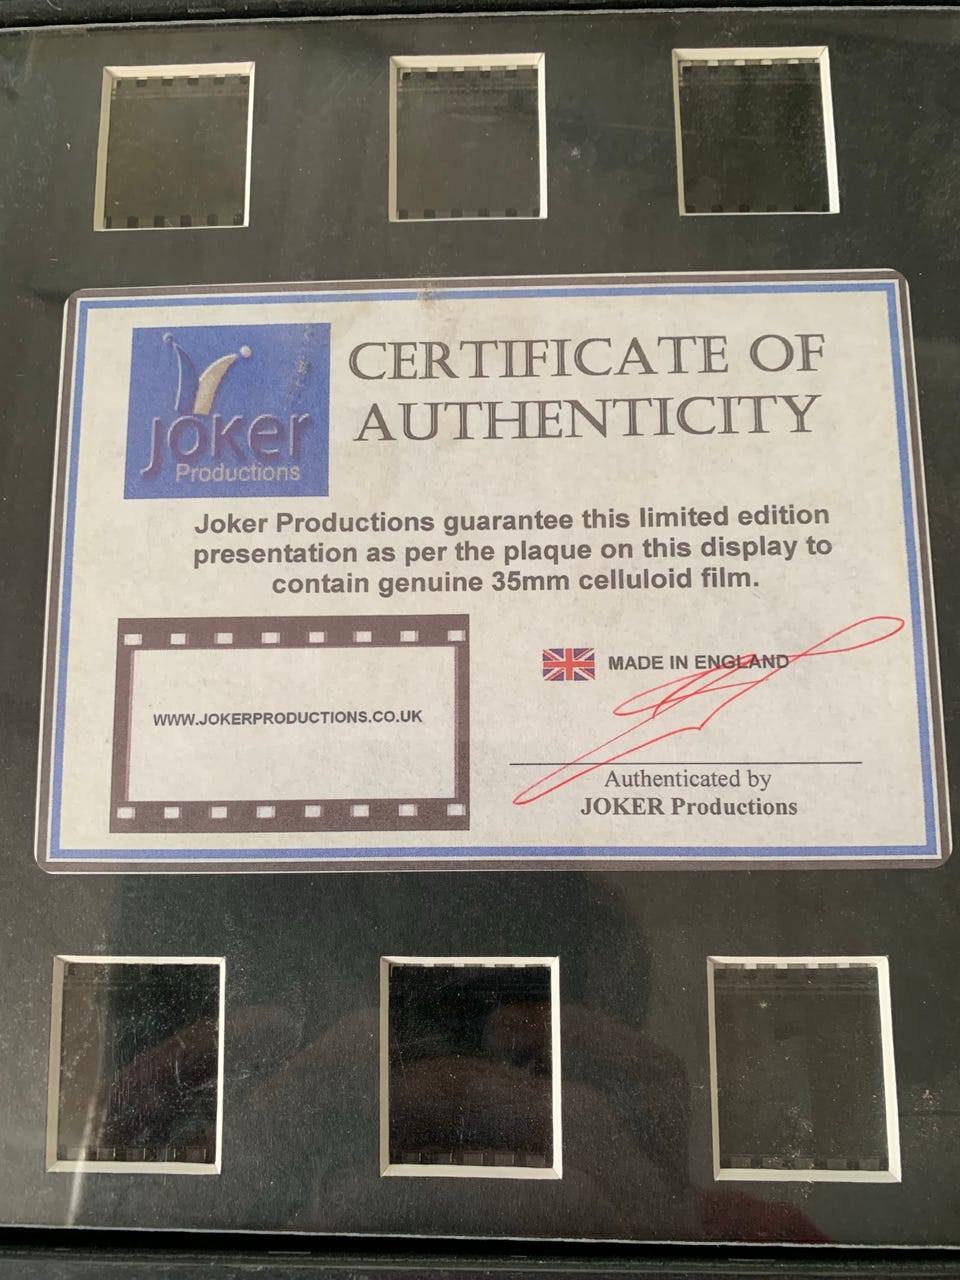 Joker
Productions
CERTIFICATE OF
AUTHENTICITY
Joker Productions guarantee this limited edition
presentation as per the plaque on this display to
contain genuine 35mm celluloid film.
WWW.JOKERPRODUCTIONS.CO.UK
MADE IN ENGLAND
Authenticated by
JOKER Productions